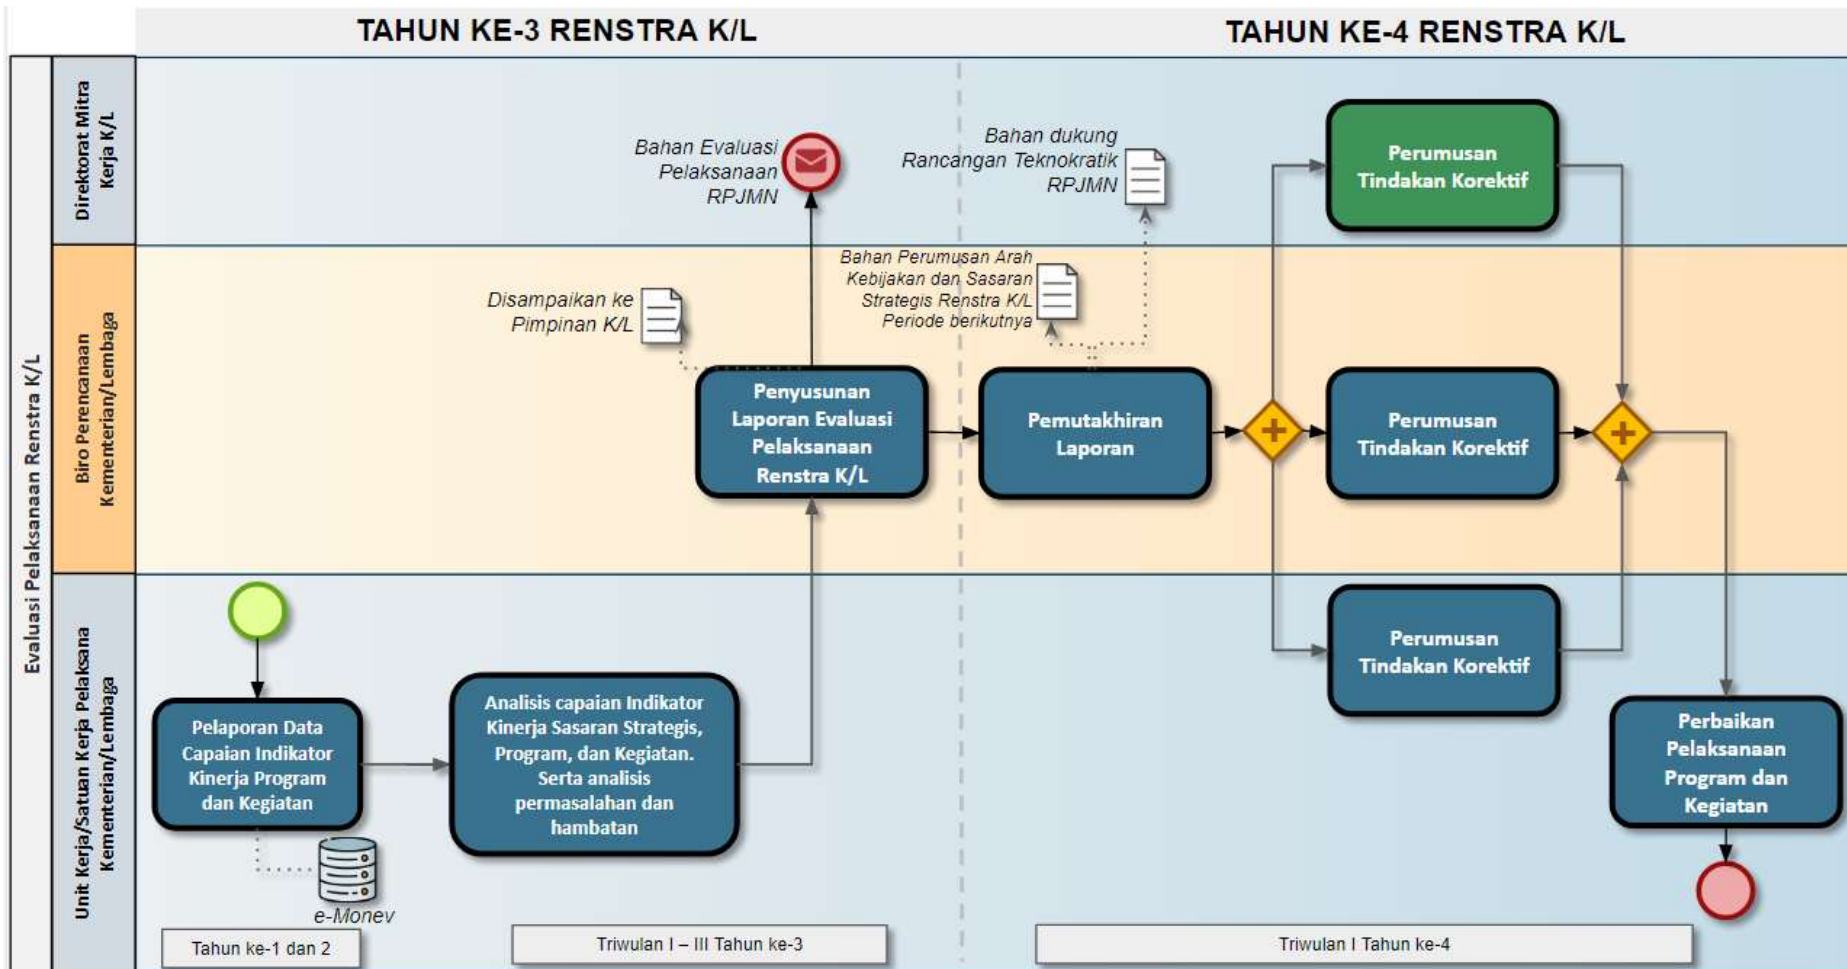 TAHUN KE-3 RENSTRA K/L
TAHUN KE-4 RENSTRA K/L
Evaluasi Pelaksanaan Renstra K/L
Direktorat Mitra
Kerja K/L
Bahan Evaluasi
Pelaksanaan
RPJMN
Bahan dukung
Rancangan Teknokratik
RPJMN
Perumusan
Tindakan Korektif
Biro Perencanaan
Kementerian/Lembaga
Disampaikan ke
Pimpinan K/L
Bahan Perumusan Arah
Kebijakan dan Sasaran
Strategis Renstra K/L
Periode berikutnya
Penyusunan
Laporan Evaluasi
Pelaksanaan
Renstra K/L
Pemutakhiran
Laporan
Perumusan
Tindakan Korektif
Unit Kerja/Satuan Kerja Pelaksana
Kementerian/Lembaga
Pelaporan Data
Capaian Indikator
Kinerja Program
dan Kegiatan
e-Monev
Analisis capaian Indikator
Kinerja Sasaran Strategis,
Program, dan Kegiatan.
Serta analisis
permasalahan dan
hambatan
Perumusan
Tindakan Korektif
Perbaikan
Pelaksanaan
Program dan
Kegiatan
Tahun ke-1 dan 2
Triwulan I – III Tahun ke-3
Triwulan I Tahun ke-4